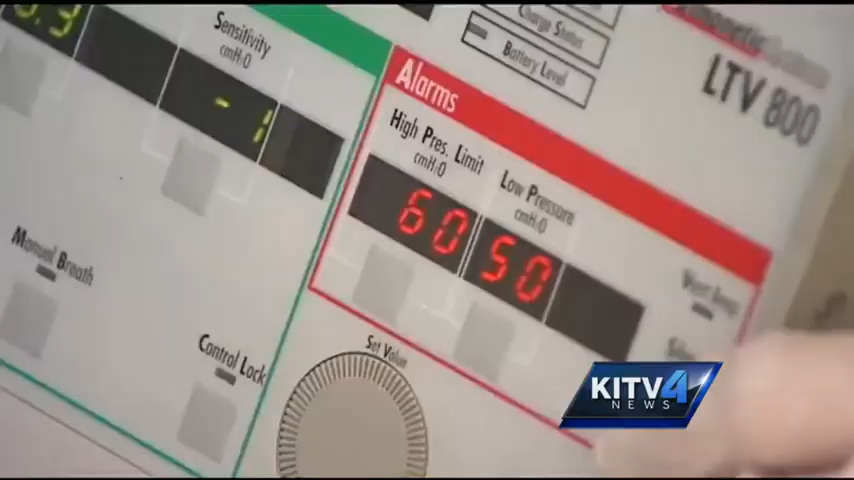 Sensitivity
cmH2O
- 1
Charge Status
Battery Level
LTV 800
Alarms
High Pres. Limit
cmH2O
Low Pressure
cmH2O
60
50
Manual Breath
Control Lock
Set Value
KITV4
NEWS